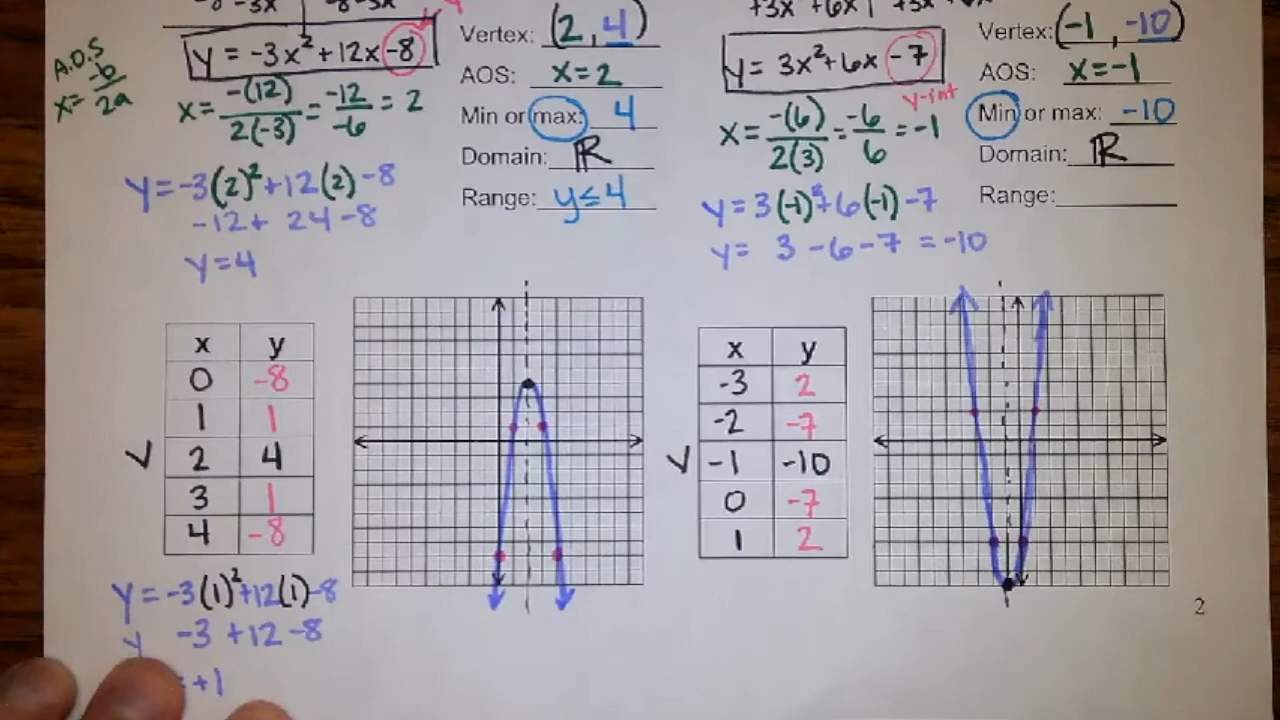 A.O.S
x = -b/2a
y = -3x² + 12x - 8
x = -(12)/2(-3) = -12/-6 = 2
y = -3(2)² + 12(2) - 8
-12 + 24 - 8
y = 4
Vertex: (2, 4)
AOS: x = 2
Min or max: 4
Domain: ℝ
Range: y ≤ 4
x y
0 -8
1 1
V 2 4
3 1
4 -8
y = -3(1)² + 12(1) - 8
y -3 + 12 - 8
+1
y = 3x² + 6x - 7
y-int
x = -(6)/2(3) = -6/6 = -1
y = 3(-1)² + 6(-1) - 7
y = 3 - 6 - 7 = -10
Vertex: (-1, -10)
AOS: x = -1
Min or max: -10
Domain: ℝ
Range:
x y
-3 2
-2 -7
V -1 -10
0 -7
1 2
2